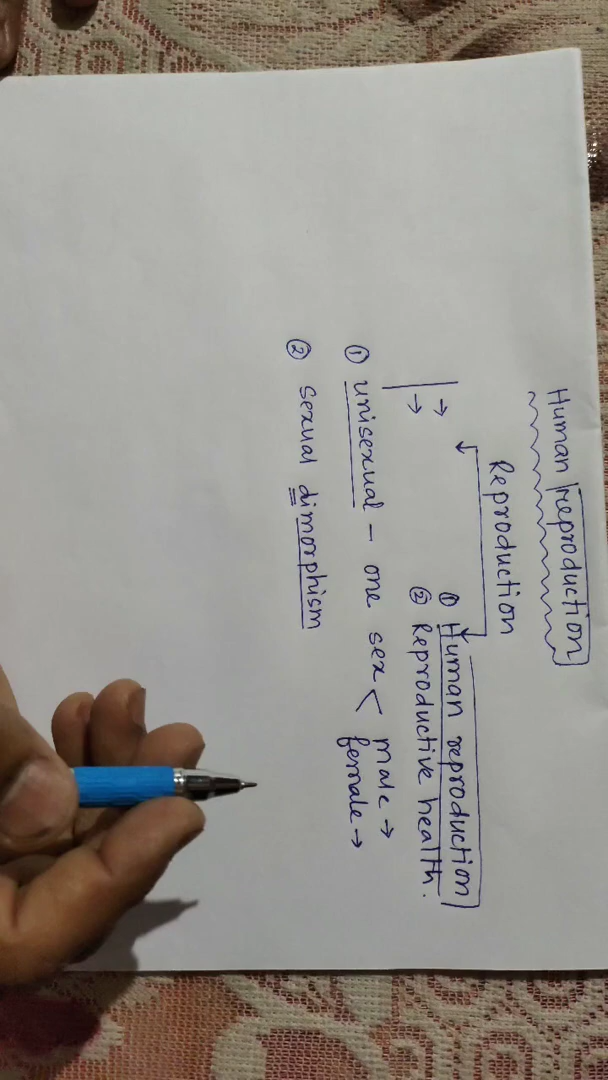 Human reproduction
Reproduction
① Human reproduction
② Reproductive health.
① unisexual - one sex < male →
female →
② sexual dimorphism